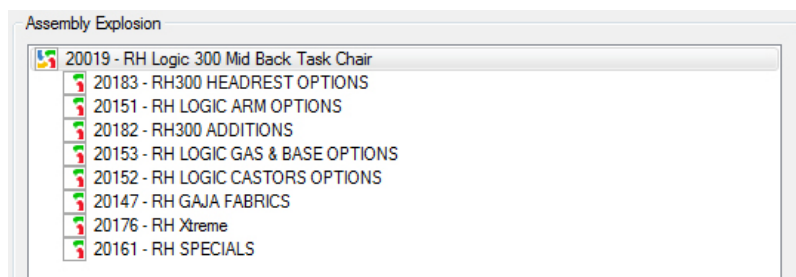 Assembly Explosion
20019 - RH Logic 300 Mid Back Task Chair
20183 - RH300 HEADREST OPTIONS
20151 - RH LOGIC ARM OPTIONS
20182 - RH300 ADDITIONS
20153 - RH LOGIC GAS & BASE OPTIONS
20152 - RH LOGIC CASTORS OPTIONS
20147 - RH GAJA FABRICS
20176 - RH Xtreme
20161 - RH SPECIALS